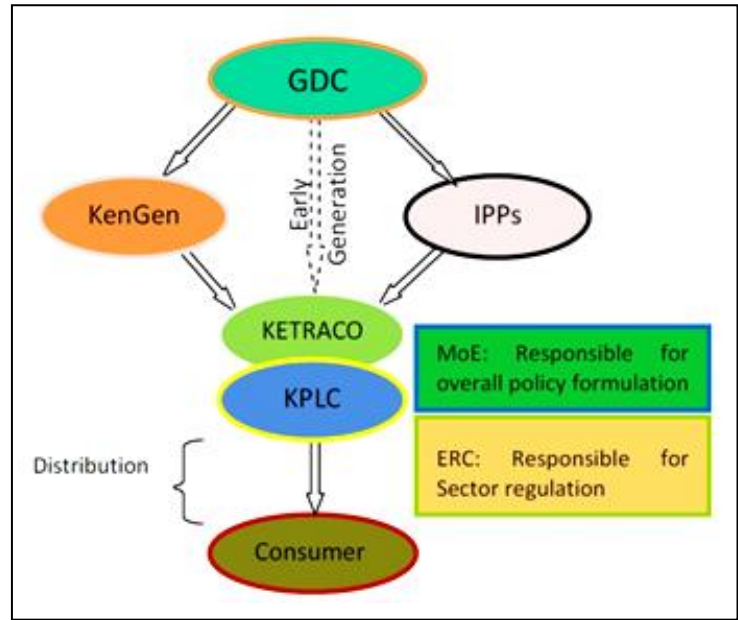 GDC
KenGen
Early
Generation
IPPs
KETRACO
KPLC
MoE: Responsible for
overall policy formulation
Distribution
ERC: Responsible for
Sector regulation
Consumer